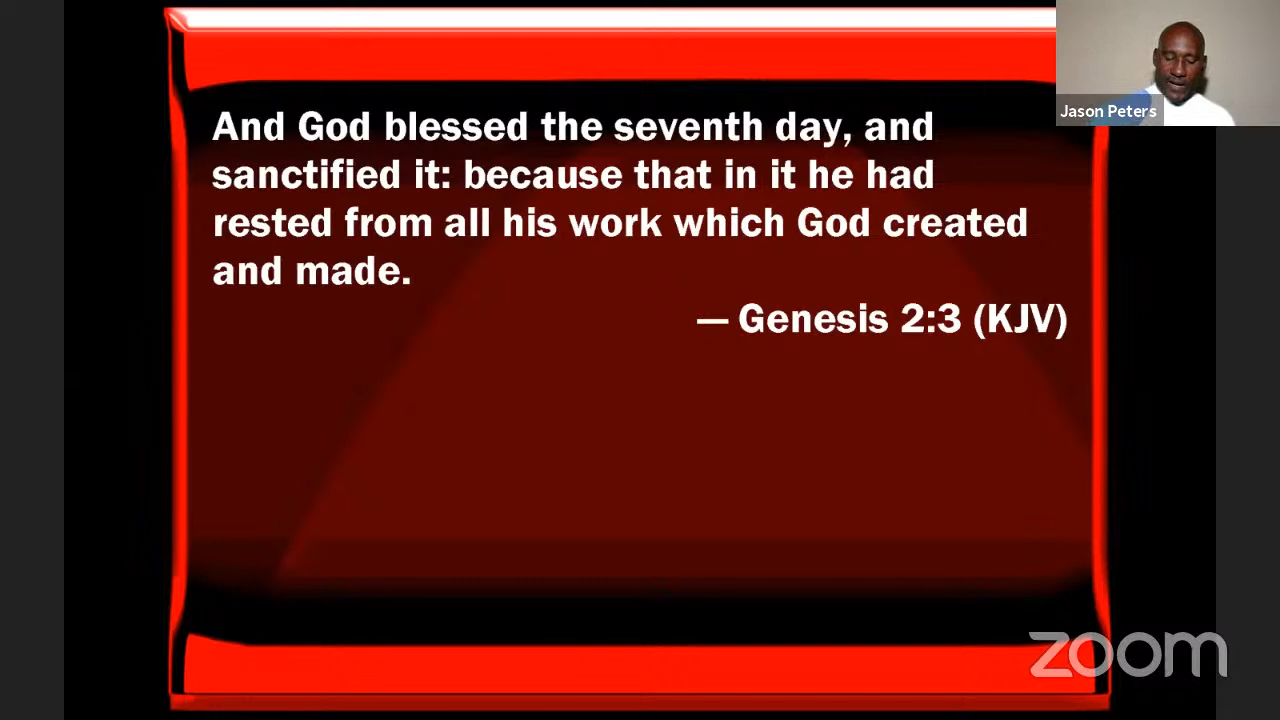 And God blessed the seventh day, and
sanctified it: because that in it he had
rested from all his work which God created
and made.
— Genesis 2:3 (KJV)
Jason Peters
zoom